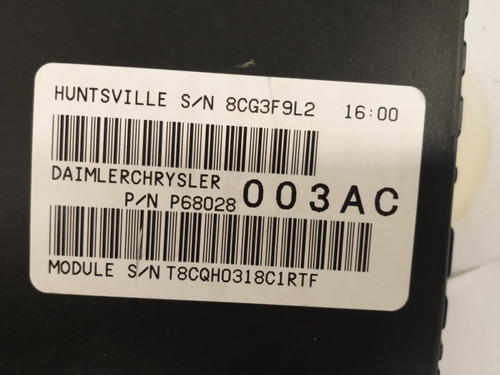 HUNTSVILLE S/N 8CG3F9L2 16:00
DAIMLERCHRYSLER
P/N P68028 003AC
MODULE S/N T8CQH0318C1RTF